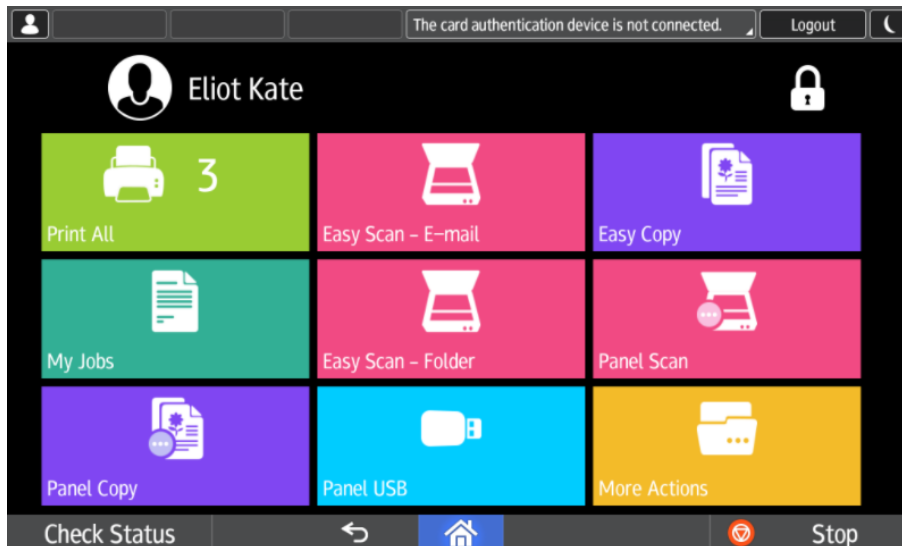 The card authentication device is not connected.
Logout
Eliot Kate
3
Print All
Easy Scan – E–mail
Easy Copy
My Jobs
Easy Scan – Folder
Panel Scan
Panel Copy
Panel USB
More Actions
Check Status
Stop